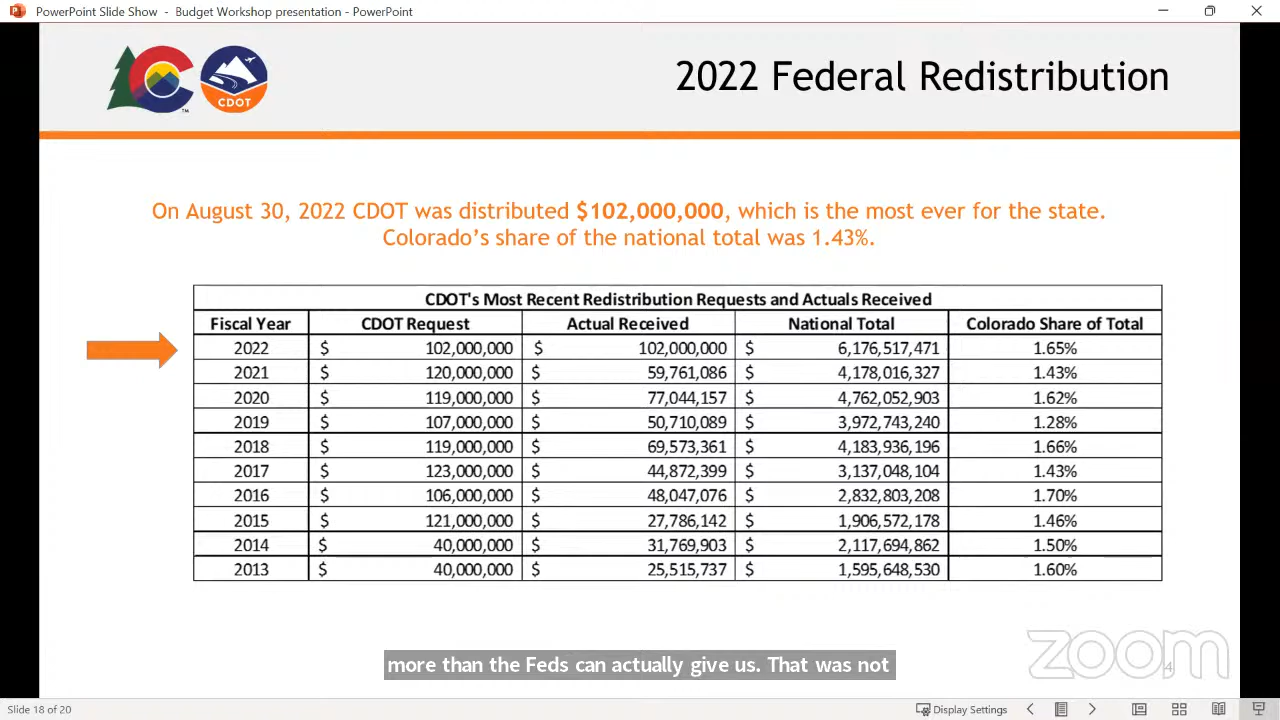 PowerPoint Slide Show - Budget Workshop presentation - PowerPoint
CDOT
TM
2022 Federal Redistribution
On August 30, 2022 CDOT was distributed $102,000,000, which is the most ever for the state.
Colorado's share of the national total was 1.43%.
CDOT's Most Recent Redistribution Requests and Actuals Received
Fiscal Year CDOT Request Actual Received National Total Colorado Share of Total
2022 $ 102,000,000 $ 102,000,000 $ 6,176,517,471 1.65%
2021 $ 120,000,000 $ 59,761,086 $ 4,178,016,327 1.43%
2020 $ 119,000,000 $ 77,044,157 $ 4,762,052,903 1.62%
2019 $ 107,000,000 $ 50,710,089 $ 3,972,743,240 1.28%
2018 $ 119,000,000 $ 69,573,361 $ 4,183,936,196 1.66%
2017 $ 123,000,000 $ 44,872,399 $ 3,137,048,104 1.43%
2016 $ 106,000,000 $ 48,047,076 $ 2,832,803,208 1.70%
2015 $ 121,000,000 $ 27,786,142 $ 1,906,572,178 1.46%
2014 $ 40,000,000 $ 31,769,903 $ 2,117,694,862 1.50%
2013 $ 40,000,000 $ 25,515,737 $ 1,595,648,530 1.60%
more than the Feds can actually give us. That was not
zoom
Slide 18 of 20
Display Settings